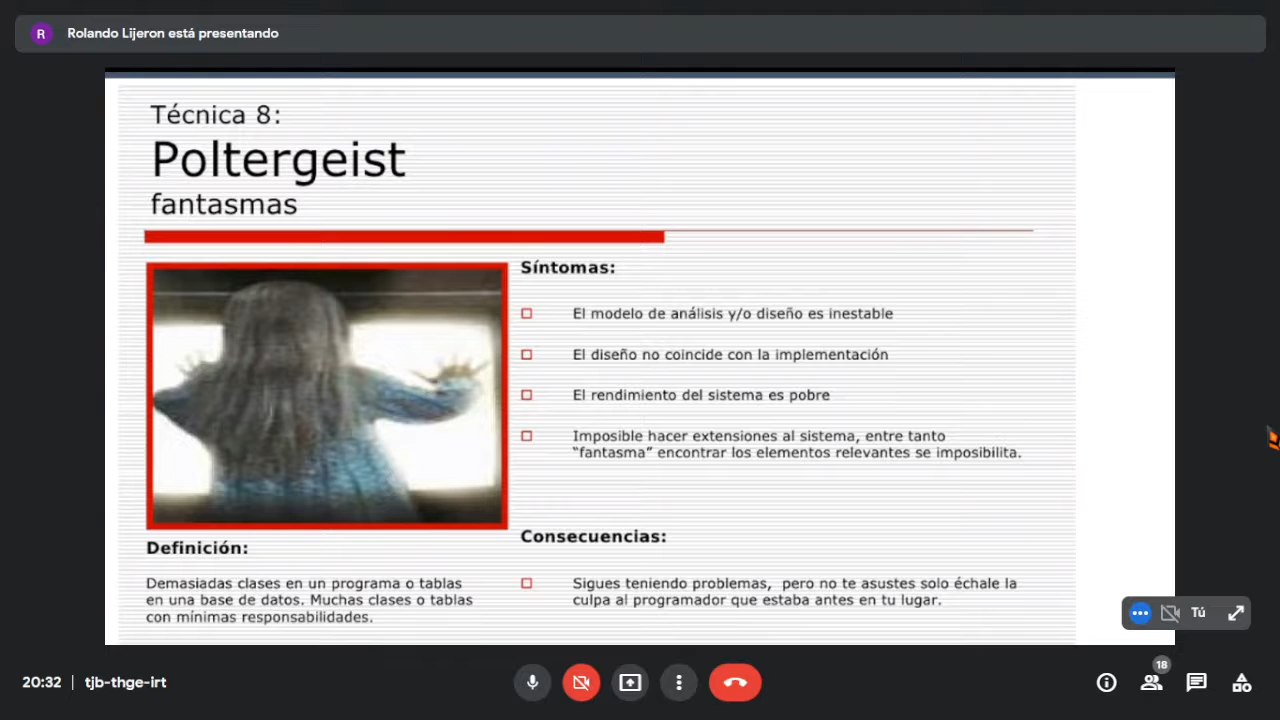 R Rolando Lijeron está presentando
Técnica 8:
Poltergeist
fantasmas
Síntomas:
El modelo de análisis y/o diseño es inestable
El diseño no coincide con la implementación
El rendimiento del sistema es pobre
Imposible hacer extensiones al sistema, entre tanto
“fantasma” encontrar los elementos relevantes se imposibilita.
Definición:
Demasiadas clases en un programa o tablas
en una base de datos. Muchas clases o tablas
con mínimas responsabilidades.
Consecuencias:
Sigues teniendo problemas, pero no te asustes solo échale la
culpa al programador que estaba antes en tu lugar.
Tú
20:32 | tjb-thge-irt
18